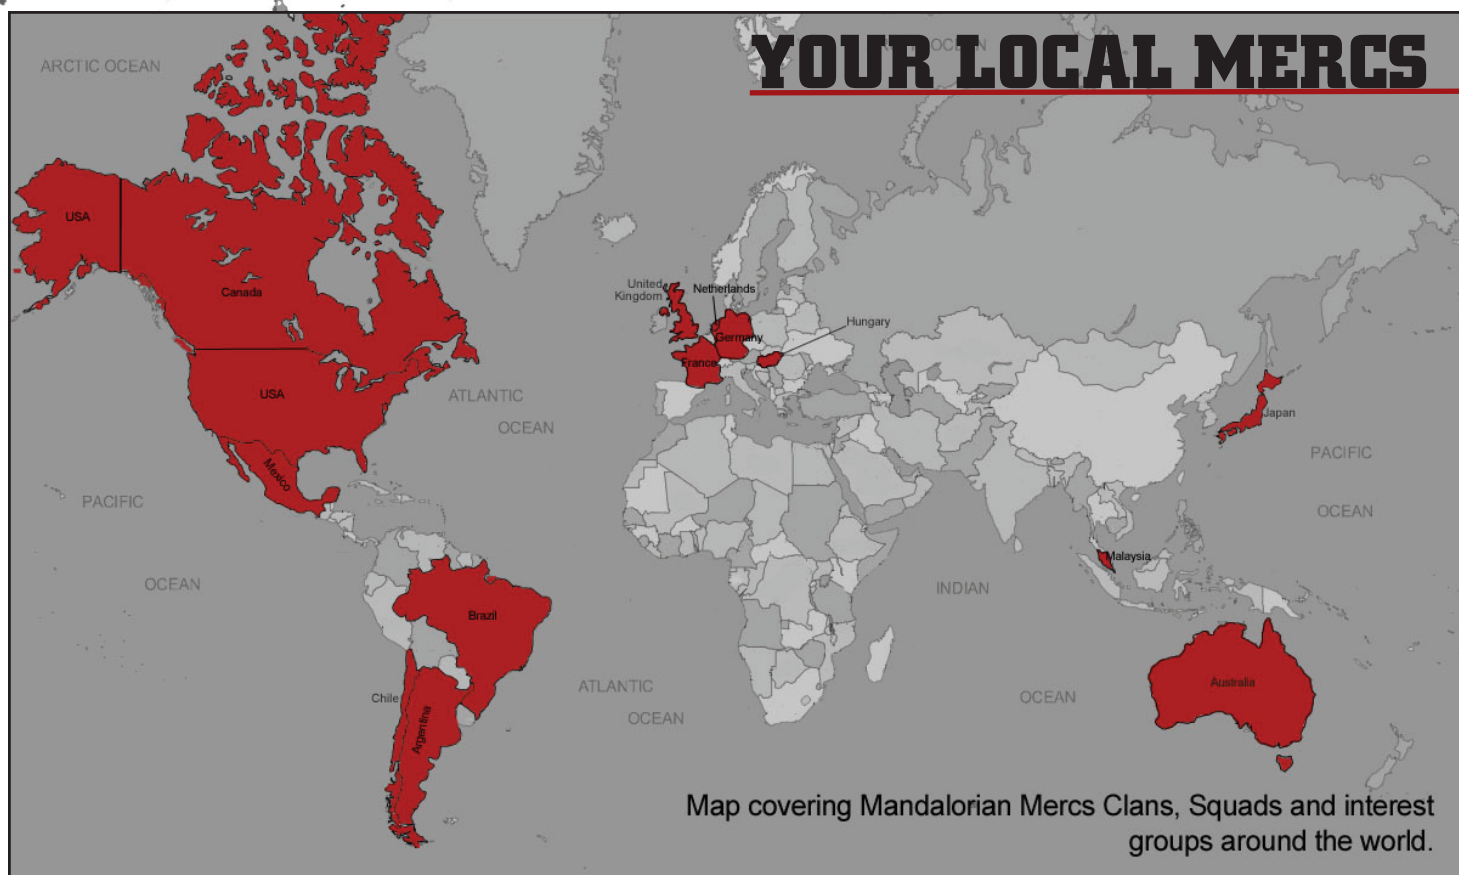 YOUR LOCAL MERCS
ARCTIC OCEAN
OCEAN
USA
Canada
United
Kingdom
Netherlands
Germany
Hungary
France
USA
ATLANTIC
OCEAN
Japan
PACIFIC
Mexico
PACIFIC
OCEAN
Malaysia
OCEAN
INDIAN
Brazil
Australia
ATLANTIC
OCEAN
OCEAN
Chile
Argentina
Map covering Mandalorian Mercs Clans, Squads and interest
groups around the world.